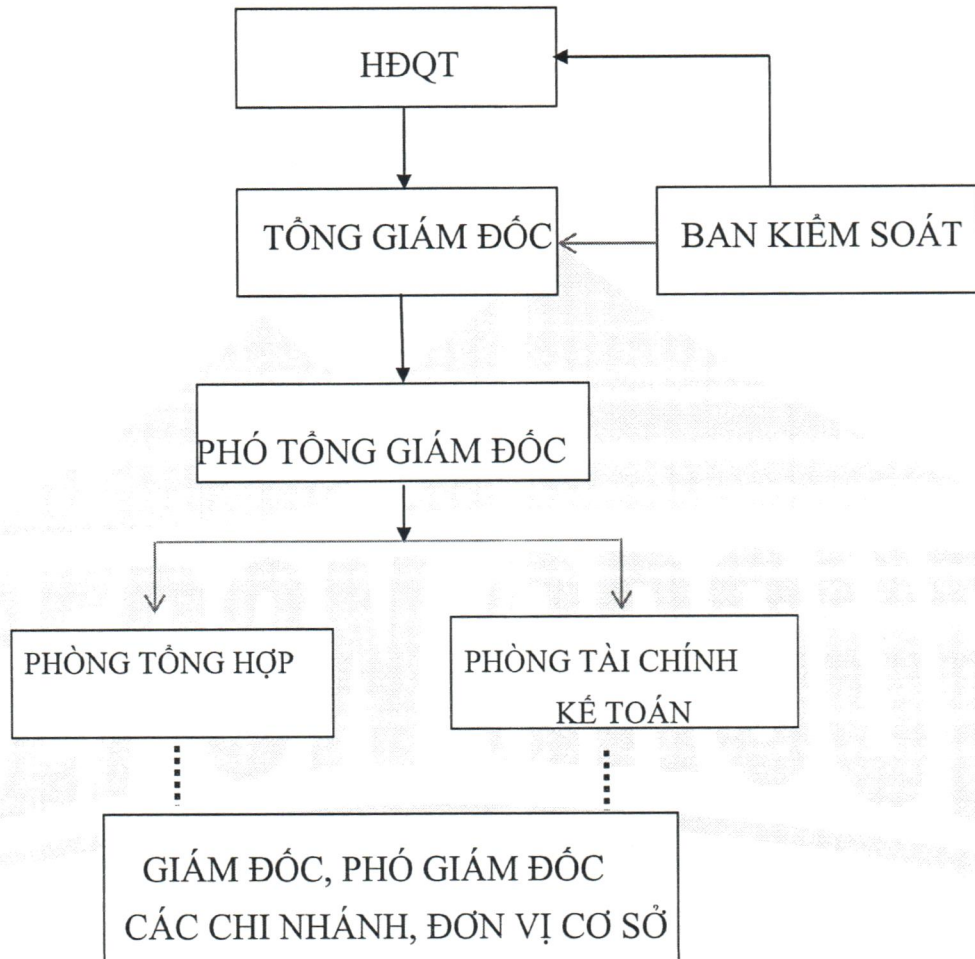 HĐQT
TỔNG GIÁM ĐỐC
BAN KIỂM SOÁT
PHÓ TỔNG GIÁM ĐỐC
PHÒNG TỔNG HỢP
PHÒNG TÀI CHÍNH
KẾ TOÁN
GIÁM ĐỐC, PHÓ GIÁM ĐỐC
CÁC CHI NHÁNH, ĐƠN VỊ CƠ SỞ